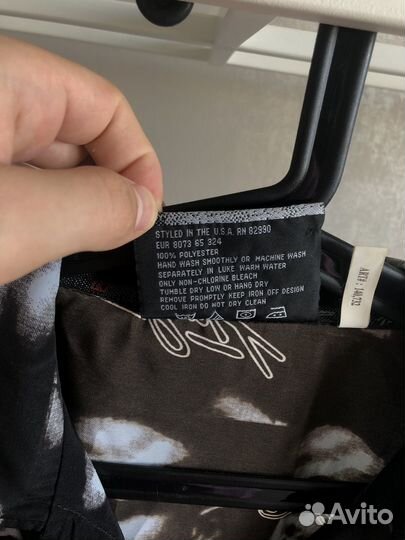 STYLED IN THE U.S.A. RN 82990
EUR 8073 65 324
100% POLYESTER
HAND WASH SMOOTHLY OR MACHINE WASH
SEPARATELY IN LUKE WARM WATER
ONLY NON-CHLORINE BLEACH
TUMBLE DRY LOW OR HANG DRY
REMOVE PROMPTLY KEEP IRON OFF DESIGN
COOL IRON DO NOT DRY CLEAN
Avito